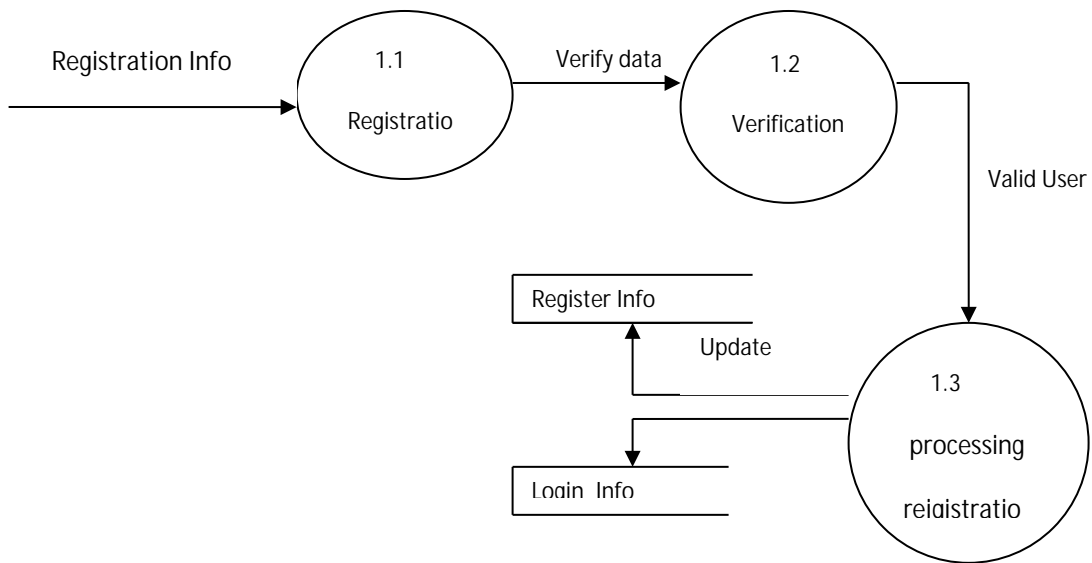 Registration Info
1.1
Registratio
Verify data
1.2
Verification
Valid User
Register Info
Update
1.3
processing
reigistratio
Login Info